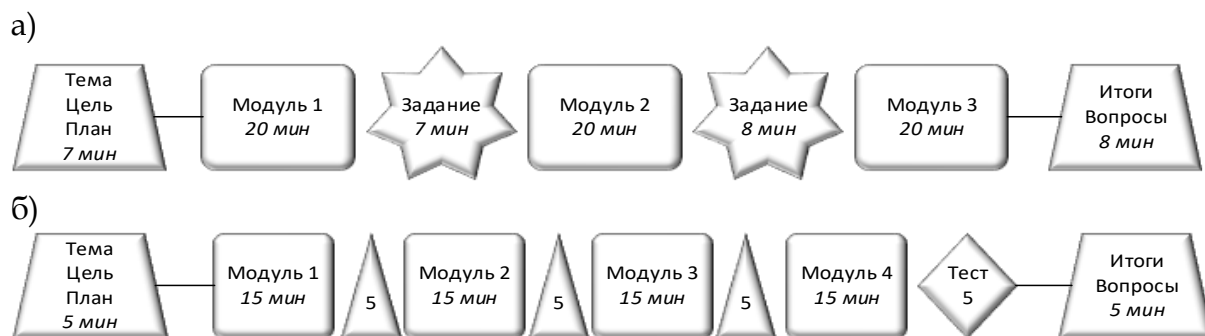 а)
Тема
Цель
План
7 мин
Модуль 1
20 мин
Задание
7 мин
Модуль 2
20 мин
Задание
8 мин
Модуль 3
20 мин
Итоги
Вопросы
8 мин
б)
Тема
Цель
План
5 мин
Модуль 1
15 мин
5
Модуль 2
15 мин
5
Модуль 3
15 мин
5
Модуль 4
15 мин
Тест
5
Итоги
Вопросы
5 мин